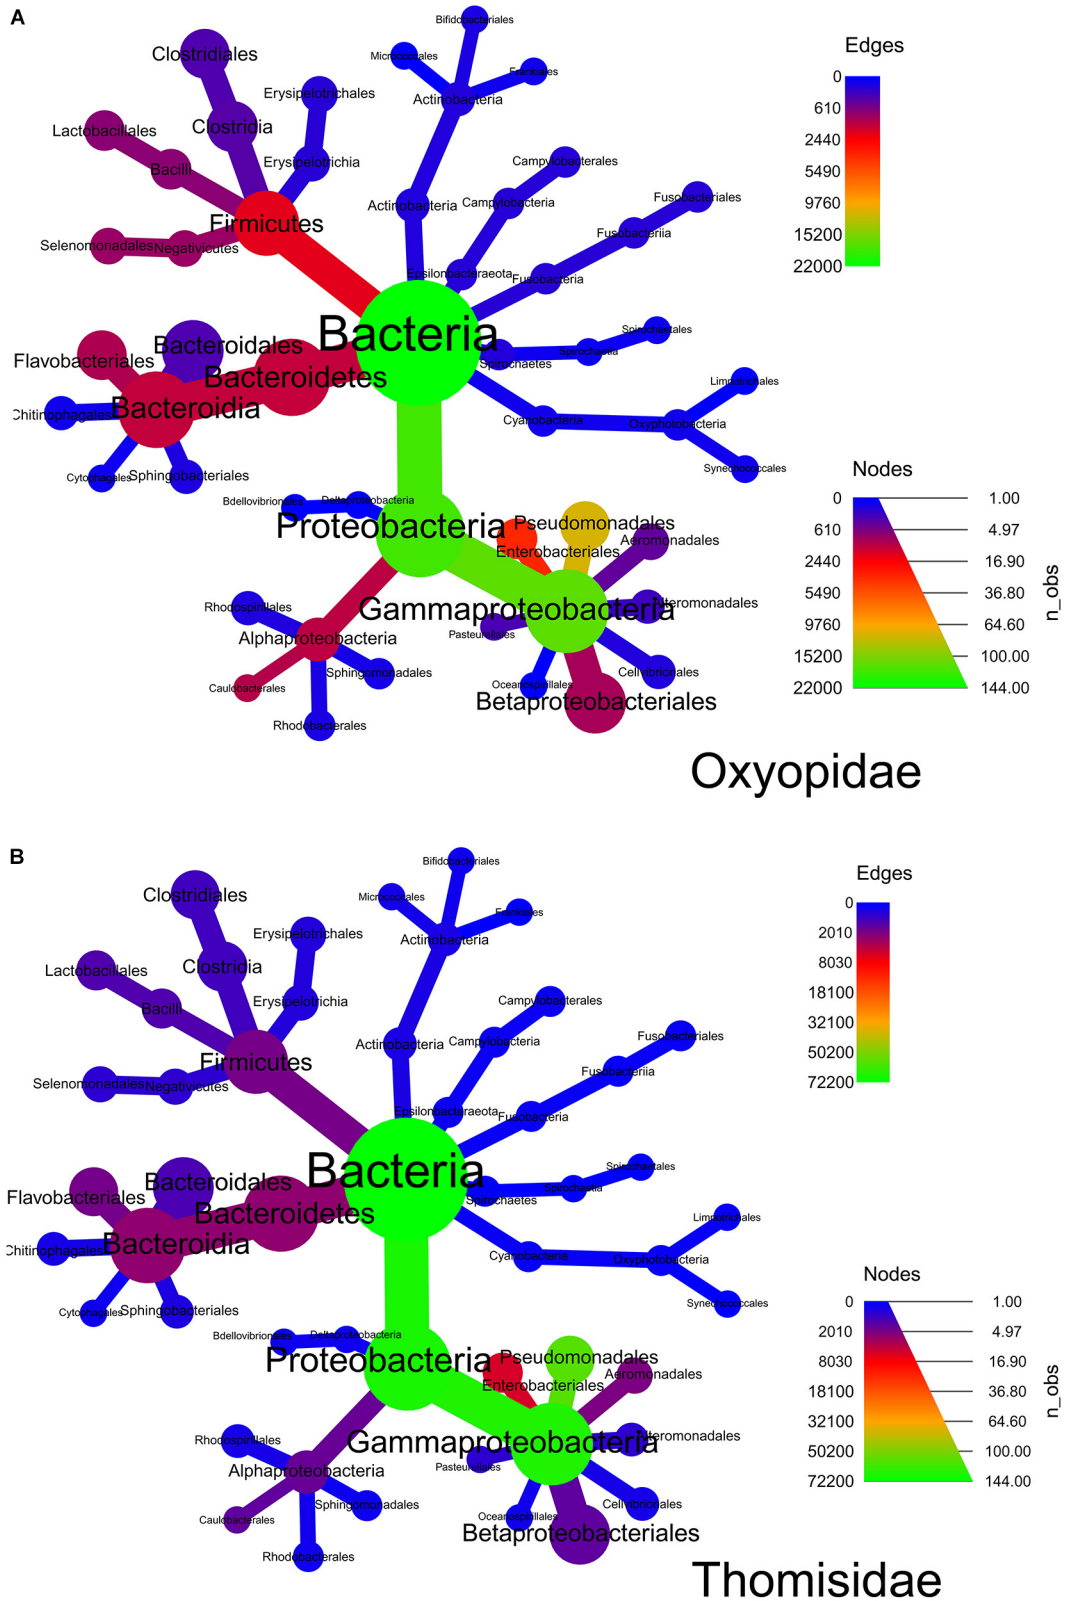 A
Bifidobacteriales
Micrococcales
Frankiales
Actinobacteria
Clostridiales
Erysipelotrichales
Lactobacillales
Clostridia
Bacilli
Erysipelotrichia
Campylobacterales
Actinobacteria
Campylobacteria
Fusobacteriales
Firmicutes
Fusobacteriia
Selenomonadales
Negativicutes
Epsilonbacteraeota
Fusobacteria
Bacteria
Spirochaetales
Spirochaetia
Spirochaetes
Flavobacteriales
Bacteroidales
Bacteroidetes
Limnotrichales
Chitinophagales
Bacteroidia
Cyanobacteria
Oxyphotobacteria
Synechococcales
Cytophagales
Sphingobacteriales
Bdellovibrionales
Deltaproteobacteria
Proteobacteria
Pseudomonadales
Enterobacteriales
Aeromonadales
Rhodospirillales
Gammaproteobacteria
Alteromonadales
Alphaproteobacteria
Pasteurellales
Sphingomonadales
Cellvibrionales
Caulobacterales
Oceanospirillales
Betaproteobacteriales
Rhodobacterales
Edges
0
610
2440
5490
9760
15200
22000
Nodes
0 1.00
610 4.97
2440 16.90
5490 36.80
9760 64.60
15200 100.00
22000 144.00
n_obs
Oxyopidae
B
Bifidobacteriales
Micrococcales
Frankiales
Actinobacteria
Clostridiales
Erysipelotrichales
Lactobacillales
Clostridia
Bacilli
Erysipelotrichia
Campylobacterales
Actinobacteria
Campylobacteria
Fusobacteriales
Firmicutes
Fusobacteriia
Selenomonadales
Negativicutes
Epsilonbacteraeota
Fusobacteria
Bacteria
Spirochaetales
Spirochaetia
Spirochaetes
Flavobacteriales
Bacteroidales
Bacteroidetes
Limnotrichales
Chitinophagales
Bacteroidia
Cyanobacteria
Oxyphotobacteria
Synechococcales
Cytophagales
Sphingobacteriales
Bdellovibrionales
Deltaproteobacteria
Proteobacteria
Pseudomonadales
Enterobacteriales
Aeromonadales
Rhodospirillales
Gammaproteobacteria
Alteromonadales
Alphaproteobacteria
Pasteurellales
Sphingomonadales
Cellvibrionales
Caulobacterales
Oceanospirillales
Betaproteobacteriales
Rhodobacterales
Edges
0
2010
8030
18100
32100
50200
72200
Nodes
0 1.00
2010 4.97
8030 16.90
18100 36.80
32100 64.60
50200 100.00
72200 144.00
n_obs
Thomisidae